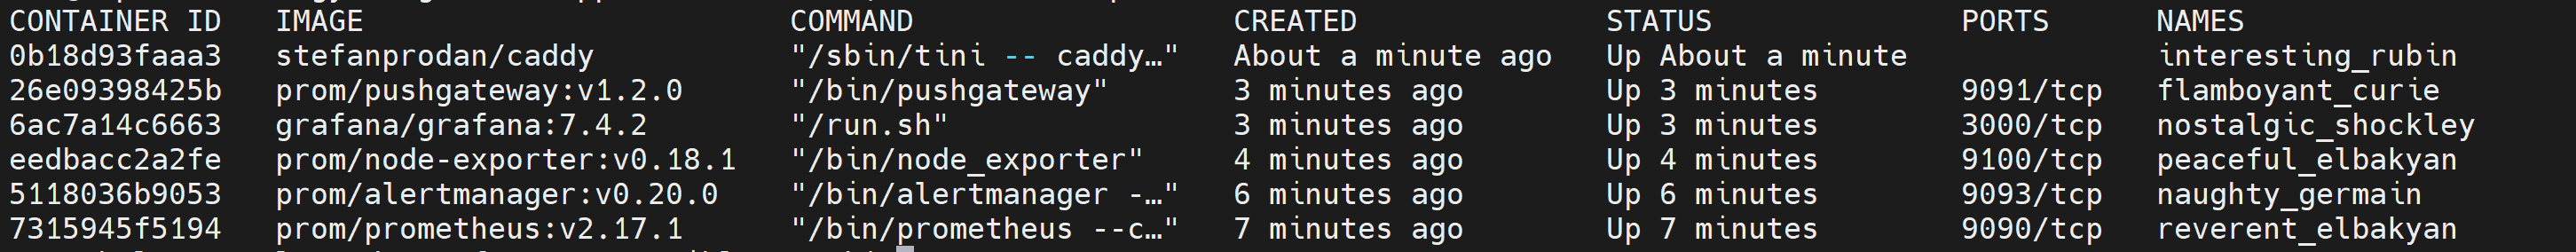 CONTAINER ID IMAGE COMMAND CREATED STATUS PORTS NAMES
0b18d93faaa3 stefanprodan/caddy "/sbin/tini -- caddy…" About a minute ago Up About a minute interesting_rubin
26e09398425b prom/pushgateway:v1.2.0 "/bin/pushgateway" 3 minutes ago Up 3 minutes 9091/tcp flamboyant_curie
6ac7a14c6663 grafana/grafana:7.4.2 "/run.sh" 3 minutes ago Up 3 minutes 3000/tcp nostalgic_shockley
eedbacc2a2fe prom/node-exporter:v0.18.1 "/bin/node_exporter" 4 minutes ago Up 4 minutes 9100/tcp peaceful_elbakyan
5118036b9053 prom/alertmanager:v0.20.0 "/bin/alertmanager -…" 6 minutes ago Up 6 minutes 9093/tcp naughty_germain
7315945f5194 prom/prometheus:v2.17.1 "/bin/prometheus --c…" 7 minutes ago Up 7 minutes 9090/tcp reverent_elbakyan